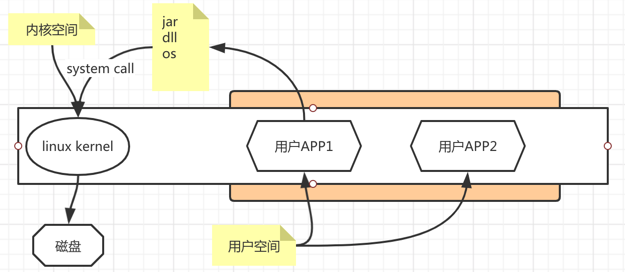 内核空间
jar
dll
os
system call
linux kernel
用户APP1
用户APP2
磁盘
用户空间